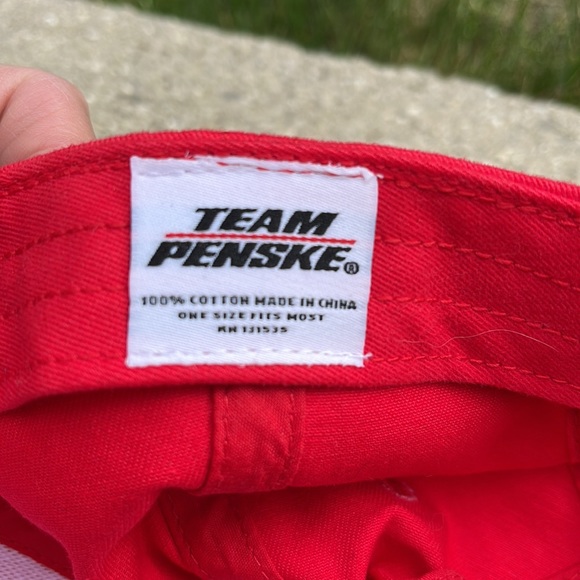 TEAM
PENSKE®
100% COTTON MADE IN CHINA
ONE SIZE FITS MOST
RN 131535